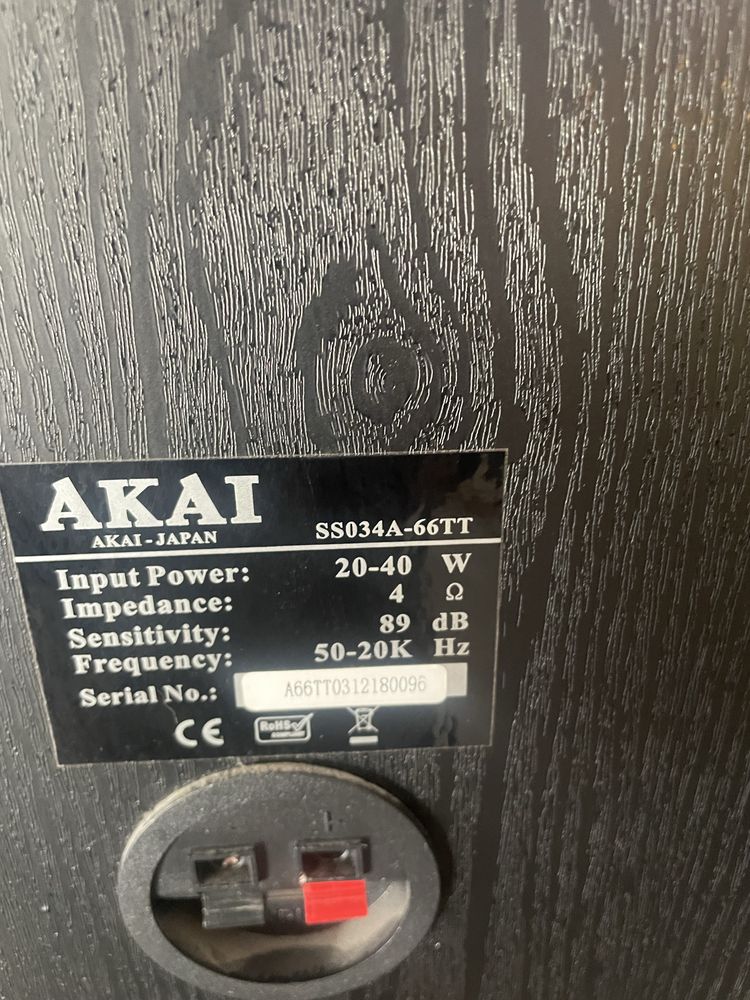 AKAI
AKAI-JAPAN SS034A-66TT
Input Power: 20-40 W
Impedance: 4 Ω
Sensitivity: 89 dB
Frequency: 50-20K Hz
Serial No.: A66TT0312180096
CE RoHS
COMPLIANT
+